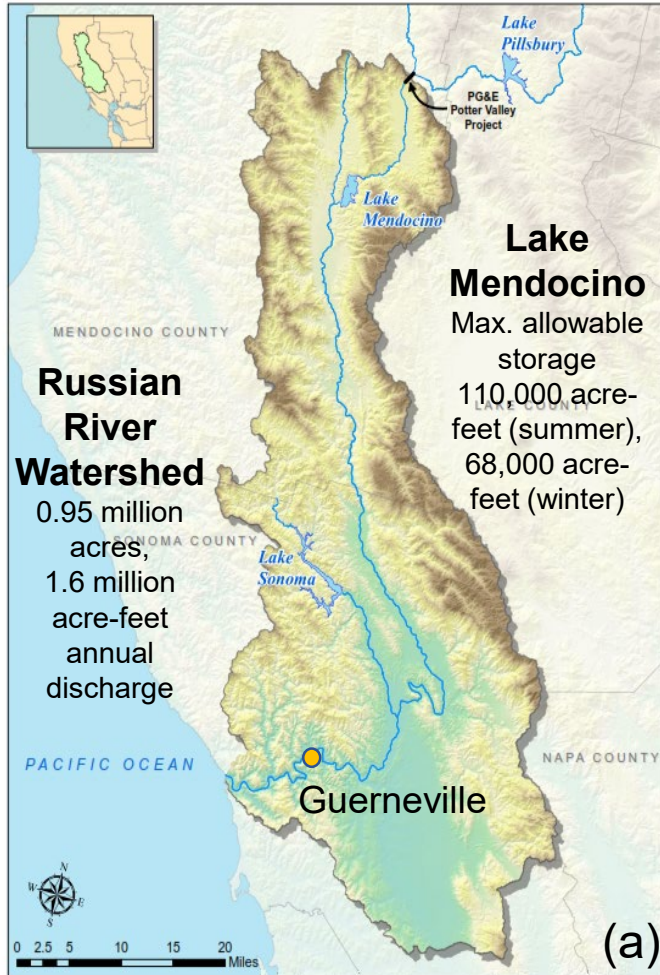 Lake
Pillsbury
PG&E
Potter Valley
Project
Lake
Mendocino
Lake
Mendocino
Max. allowable
storage
110,000 acre-
feet (summer),
68,000 acre-
feet (winter)
LAKE COUNTY
MENDOCINO COUNTY
Russian
River
Watershed
0.95 million
acres,
1.6 million
acre-feet
annual
discharge
SONOMA COUNTY
Lake
Sonoma
PACIFIC OCEAN
NAPA COUNTY
Guerneville
N
W
E
S
0 2.5 5 10 15 20
Miles
(a)